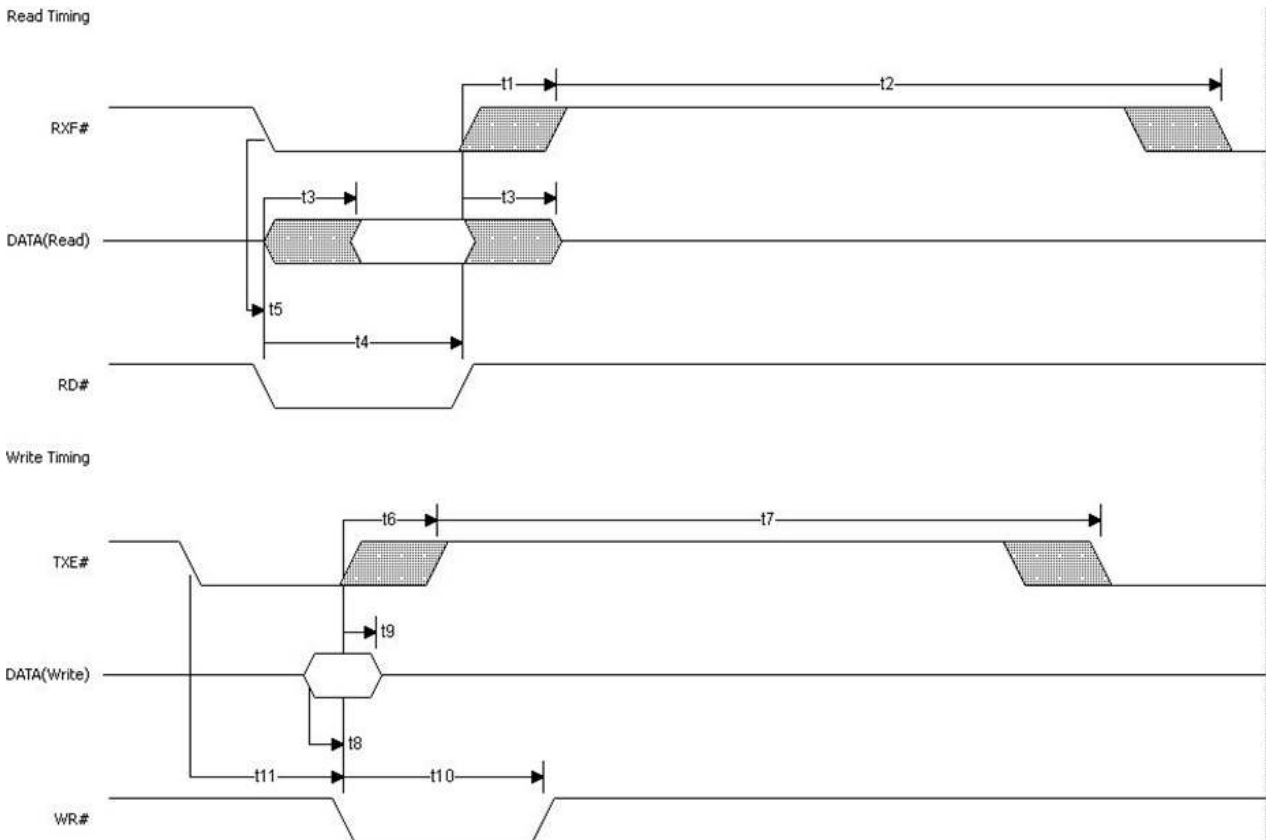 Read Timing
t1 t2
RXF#
t3 t3
DATA(Read)
t5
t4
RD#
Write Timing
t6 t7
TXE#
t9
DATA(Write)
t8
t11 t10
WR#